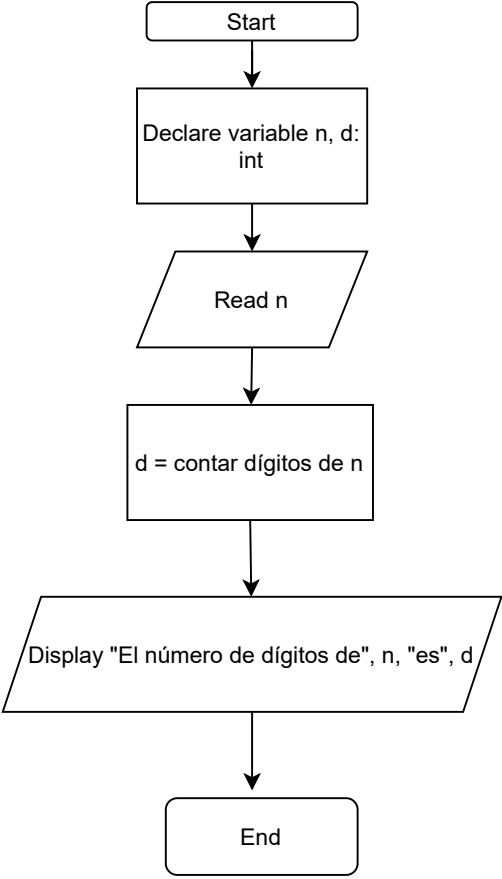 Start
Declare variable n, d:
int
Read n
d = contar dígitos de n
Display "El número de dígitos de", n, "es", d
End